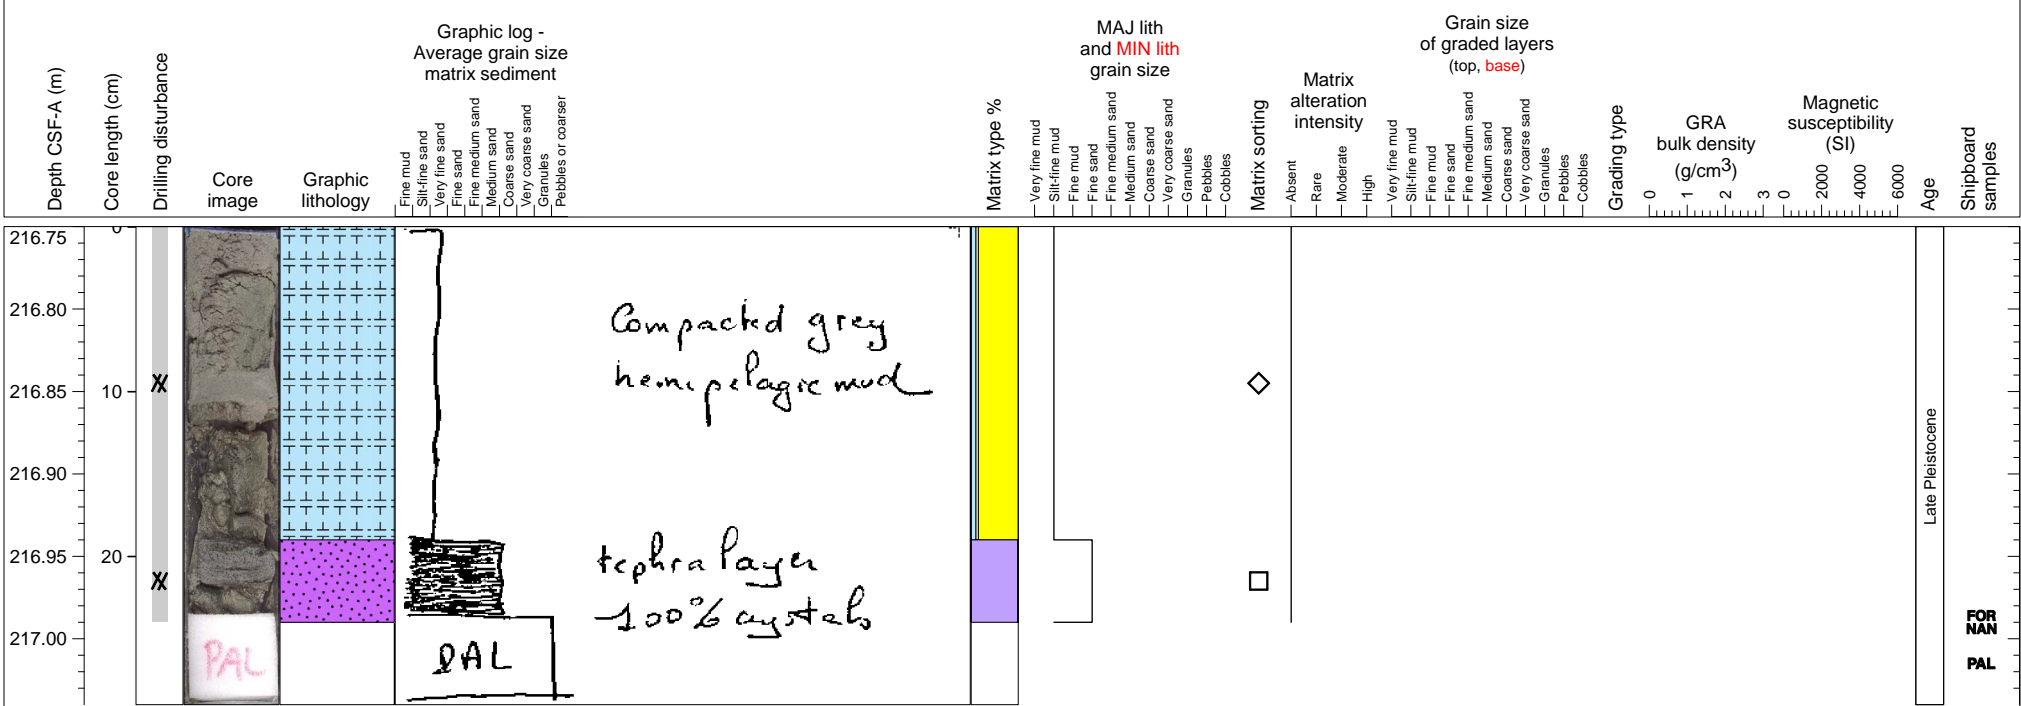 Depth CSF-A (m)
Core length (cm)
Drilling disturbance
Core
image
Graphic
lithology
Graphic log -
Average grain size
matrix sediment
Fine mud
Silt-fine sand
Very fine sand
Fine sand
Fine medium sand
Medium sand
Coarse sand
Very coarse sand
Granules
Pebbles or coarser
Matrix type %
MAJ lith
and MIN lith
grain size
Very fine mud
Silt-fine mud
Fine mud
Fine sand
Fine medium sand
Medium sand
Coarse sand
Very coarse sand
Granules
Pebbles
Cobbles
Matrix sorting
Matrix
alteration
intensity
Absent
Rare
Moderate
High
Grain size
of graded layers
(top, base)
Very fine mud
Silt-fine mud
Fine mud
Fine sand
Fine medium sand
Medium sand
Coarse sand
Very coarse sand
Granules
Pebbles
Cobbles
Grading type
GRA
bulk density
(g/cm3)
0 1 2 3
Magnetic
susceptibility
(SI)
0 2000 4000 6000
Age
Shipboard
samples
216.75
216.80
216.85
216.90
216.95
217.00
0
10
20
PAL
Compacted grey
hemipelagic mud
tephra layer
100% crystals
PAL
Late Pleistocene
FOR
NAN
PAL